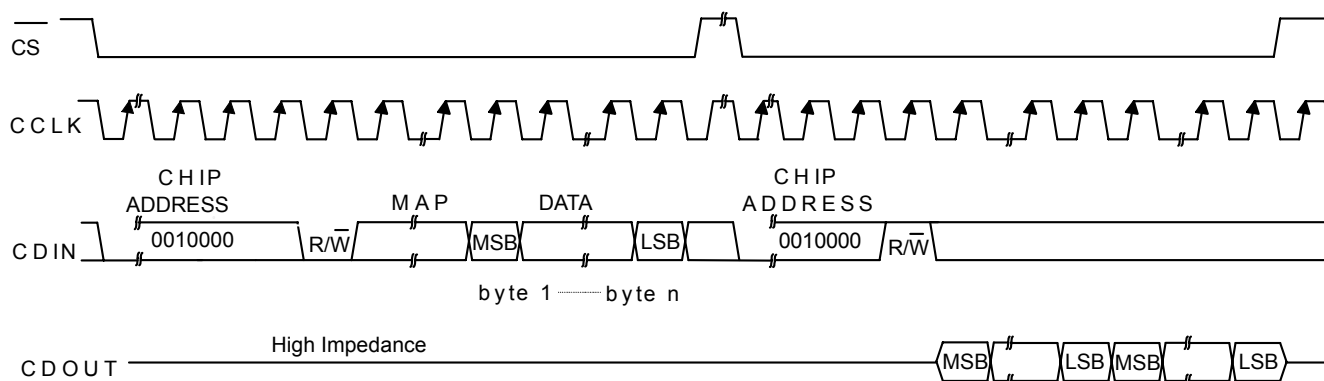 CS
CCLK
CHIP
ADDRESS
MAP
DATA
CHIP
ADDRESS
CDIN
0010000
R/W
MSB
LSB
0010000
R/W
byte 1 ········ byte n
High Impedance
CDOUT
MSB
LSB
MSB
LSB